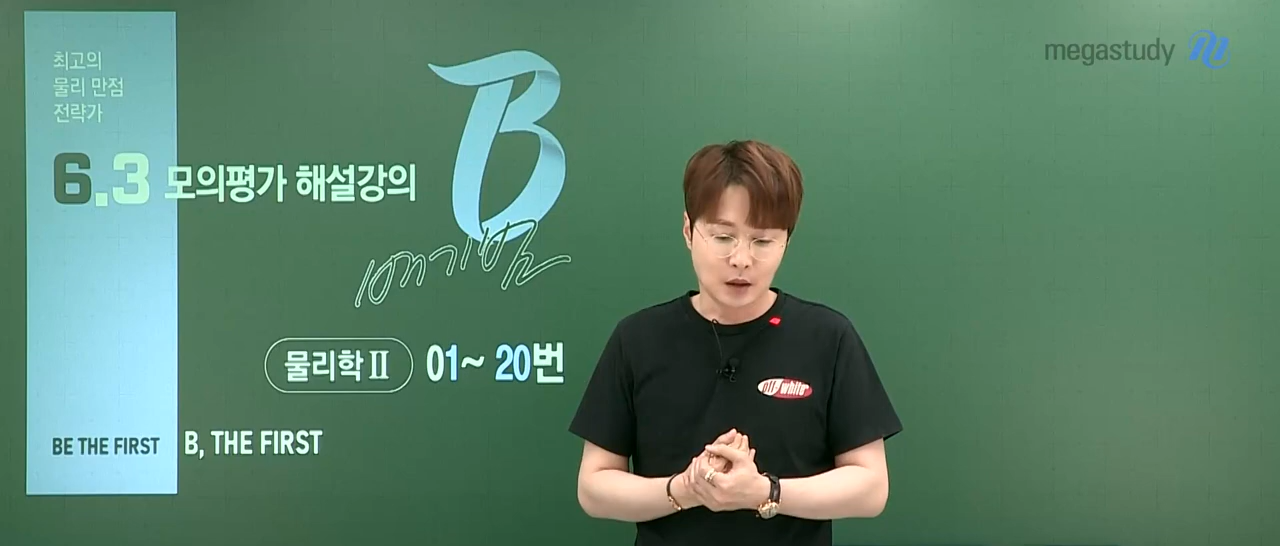 최고의
물리 만점
전략가
6.3 모의평가 해설강의
B
배기범
물리학Ⅱ 01~ 20번
BE THE FIRST B, THE FIRST
megastudy
off white